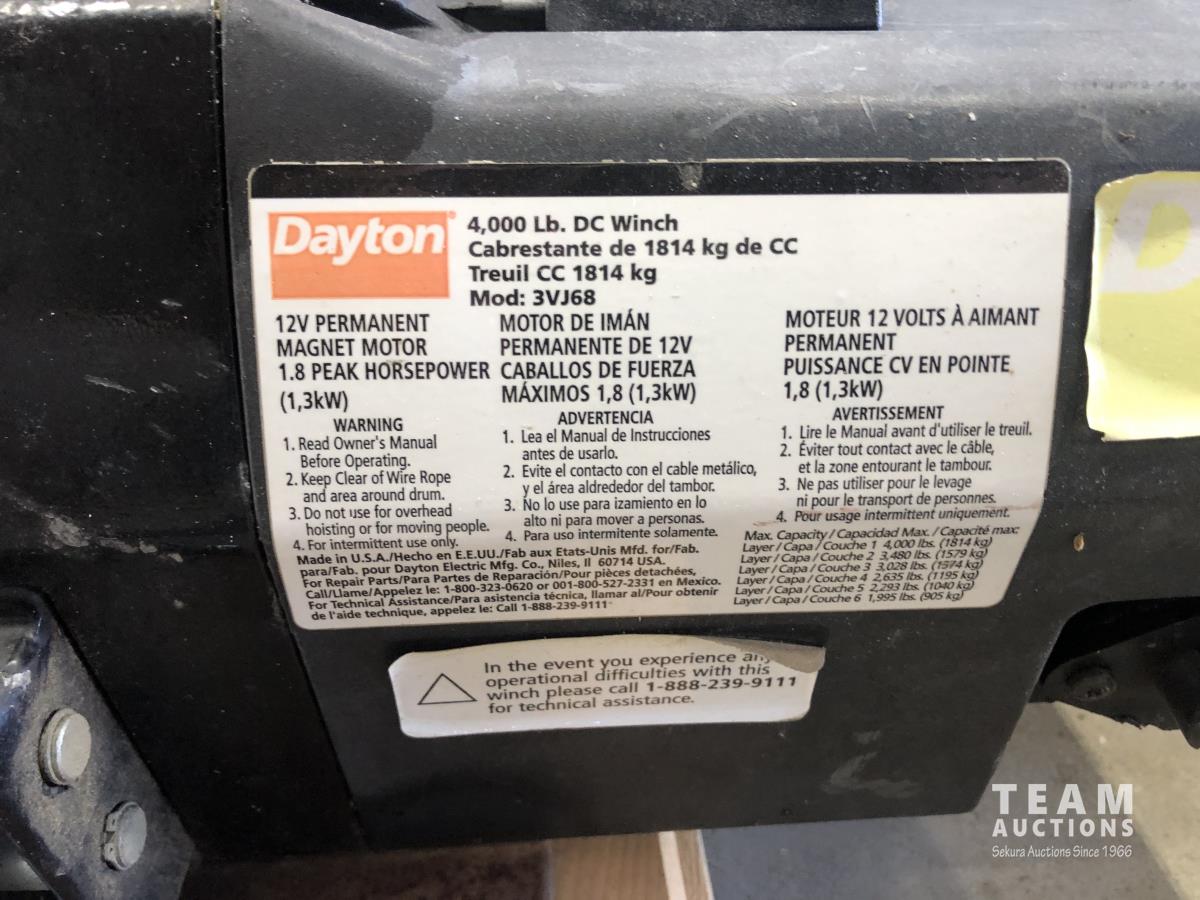 Dayton®
4,000 Lb. DC Winch
Cabrestante de 1814 kg de CC
Treuil CC 1814 kg
Mod: 3VJ68
12V PERMANENT
MAGNET MOTOR
1.8 PEAK HORSEPOWER
(1,3kW)
WARNING
1. Read Owner's Manual
Before Operating.
2. Keep Clear of Wire Rope
and area around drum.
3. Do not use for overhead
hoisting or for moving people.
4. For intermittent use only.
MOTOR DE IMÁN
PERMANENTE DE 12V
CABALLOS DE FUERZA
MÁXIMOS 1,8 (1,3kW)
ADVERTENCIA
1. Lea el Manual de Instrucciones
antes de usarlo.
2. Evite el contacto con el cable metálico,
y el área aldrededor del tambor.
3. No lo use para izamiento en lo
alto ni para mover a personas.
4. Para uso intermitente solamente.
MOTEUR 12 VOLTS À AIMANT
PERMANENT
PUISSANCE CV EN POINTE
1,8 (1,3kW)
AVERTISSEMENT
1. Lire le Manual avant d'utiliser le treuil.
2. Éviter tout contact avec le câble,
et la zone entourant le tambour.
3. Ne pas utiliser pour le levage
ni pour le transport de personnes.
4. Pour usage intermittent uniquement.
Made in U.S.A./Hecho en E.E.U.U./Fab aux Etats-Unis Mfd. for/Fab.
para/Fab. pour Dayton Electric Mfg. Co., Niles, Il 60714 USA.
For Repair Parts/Para Partes de Reparación/Pour pièces detachées,
Call/Llame/Appelez le: 1-800-323-0620 or 001-800-527-2331 en Mexico.
For Technical Assistance/Para asistencia técnica, llamar al/Pour obtenir
de l'aide technique, appelez le: Call 1-888-239-9111
Max. Capacity / Capacidad Max. / Capacité max:
Layer / Capa / Couche 1 4,000 lbs. (1814 kg)
Layer / Capa / Couche 2 3,480 lbs. (1579 kg)
Layer / Capa / Couche 3 3,028 lbs. (1374 kg)
Layer / Capa / Couche 4 2,635 lbs. (1195 kg)
Layer / Capa / Couche 5 2,293 lbs. (1040 kg)
Layer / Capa / Couche 6 1,995 lbs. (905 kg)
In the event you experience any
operational difficulties with this
winch please call 1-888-239-9111
for technical assistance.
TEAM
AUCTIONS
Sekura Auctions Since 1966